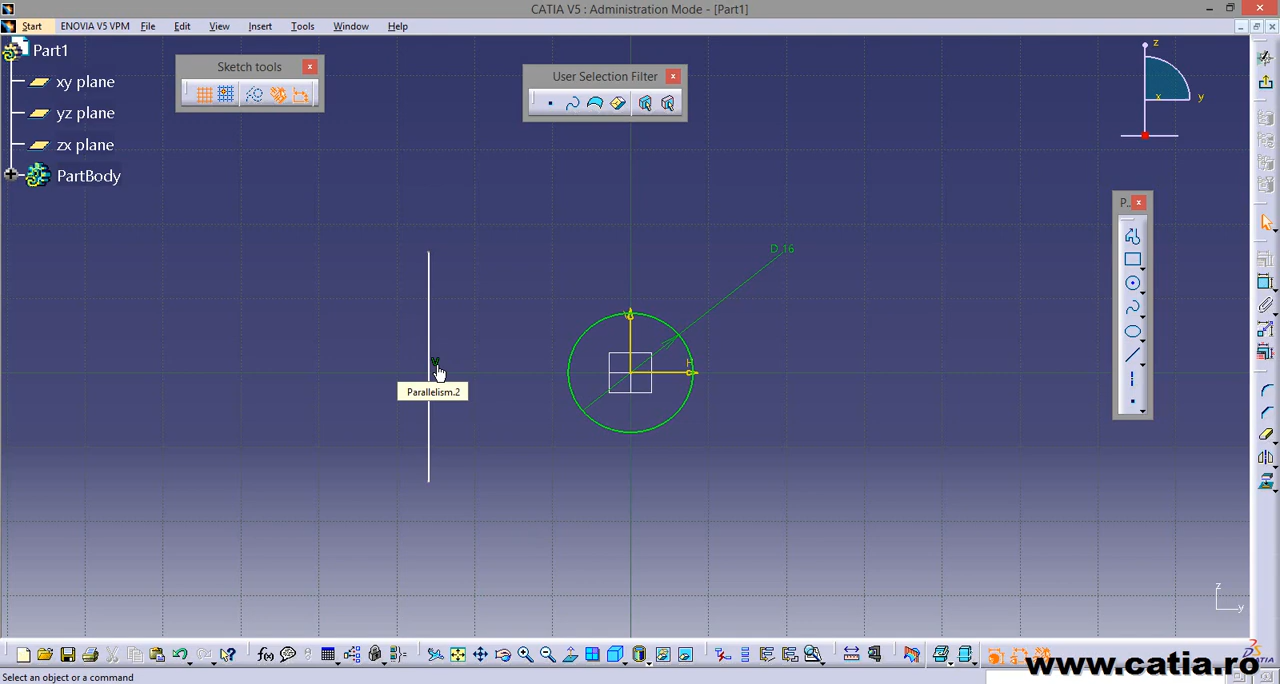 CATIA V5 : Administration Mode - [Part1]
Start ENOVIA V5 VPM File Edit View Insert Tools Window Help
Part1
xy plane
yz plane
zx plane
PartBody
Sketch tools
User Selection Filter
z
x
y
P..
D 16
V
H
V
Parallelism.2
z
y
f(x)
www.catia.ro
Select an object or a command